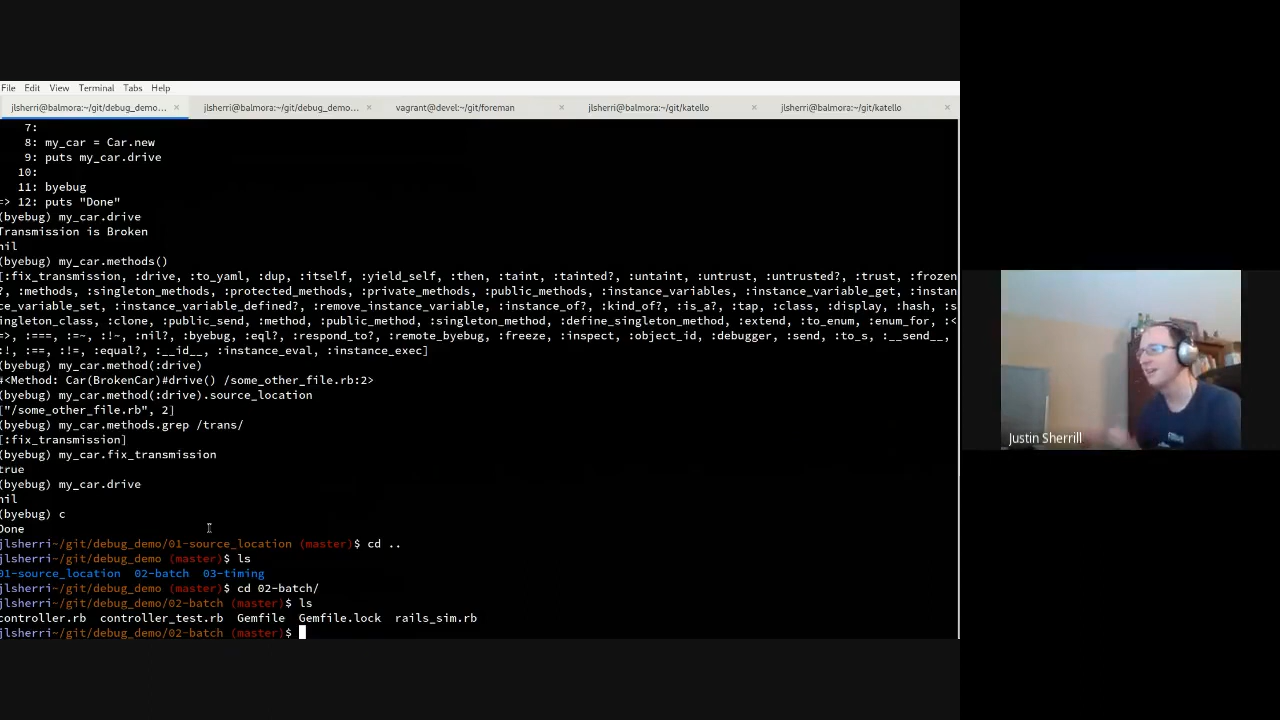 File Edit View Terminal Tabs Help
jlsherri@balmora:~/git/debug_demo... × jlsherri@balmora:~/git/debug_demo... × vagrant@devel:~/git/foreman × jlsherri@balmora:~/git/katello × jlsherri@balmora:~/git/katello ×
7:
8: my_car = Car.new
9: puts my_car.drive
10:
11: byebug
=> 12: puts "Done"
(byebug) my_car.drive
Transmission is Broken
nil
(byebug) my_car.methods()
[:fix_transmission, :drive, :to_yaml, :dup, :itself, :yield_self, :then, :taint, :tainted?, :untaint, :untrust, :untrusted?, :trust, :frozen
?, :methods, :singleton_methods, :protected_methods, :private_methods, :public_methods, :instance_variables, :instance_variable_get, :instan
ce_variable_set, :instance_variable_defined?, :remove_instance_variable, :instance_of?, :kind_of?, :is_a?, :tap, :class, :display, :hash, :s
ingleton_class, :clone, :public_send, :method, :public_method, :singleton_method, :define_singleton_method, :extend, :to_enum, :enum_for, :<
=>, :===, :=~, :!~, :nil?, :byebug, :eql?, :respond_to?, :remote_byebug, :freeze, :inspect, :object_id, :debugger, :send, :to_s, :__send__,
:!, :==, :!=, :equal?, :__id__, :instance_eval, :instance_exec]
(byebug) my_car.method(:drive)
#<Method: Car(BrokenCar)#drive() /some_other_file.rb:2>
(byebug) my_car.method(:drive).source_location
["/some_other_file.rb", 2]
(byebug) my_car.methods.grep /trans/
[:fix_transmission]
(byebug) my_car.fix_transmission
true
(byebug) my_car.drive
nil
(byebug) c
Done
jlsherri~/git/debug_demo/01-source_location (master)$ cd ..
jlsherri~/git/debug_demo (master)$ ls
01-source_location 02-batch 03-timing
jlsherri~/git/debug_demo (master)$ cd 02-batch/
jlsherri~/git/debug_demo/02-batch (master)$ ls
controller.rb controller_test.rb Gemfile Gemfile.lock rails_sim.rb
jlsherri~/git/debug_demo/02-batch (master)$
Justin Sherrill